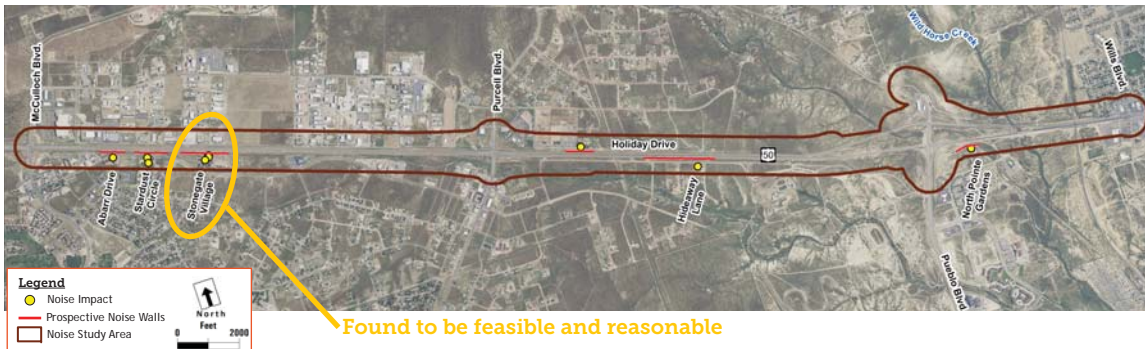 McCulloch Blvd.
Purcell Blvd.
Wild Horse Creek
Wills Blvd.
Holiday Drive
50
Abarr Drive
Stardust
Circle
Stonegate
Village
Hideaway
Lane
North Pointe
Gardens
Pueblo Blvd
Legend
Noise Impact
Prospective Noise Walls
Noise Study Area
North
Feet
0 2000
Found to be feasible and reasonable